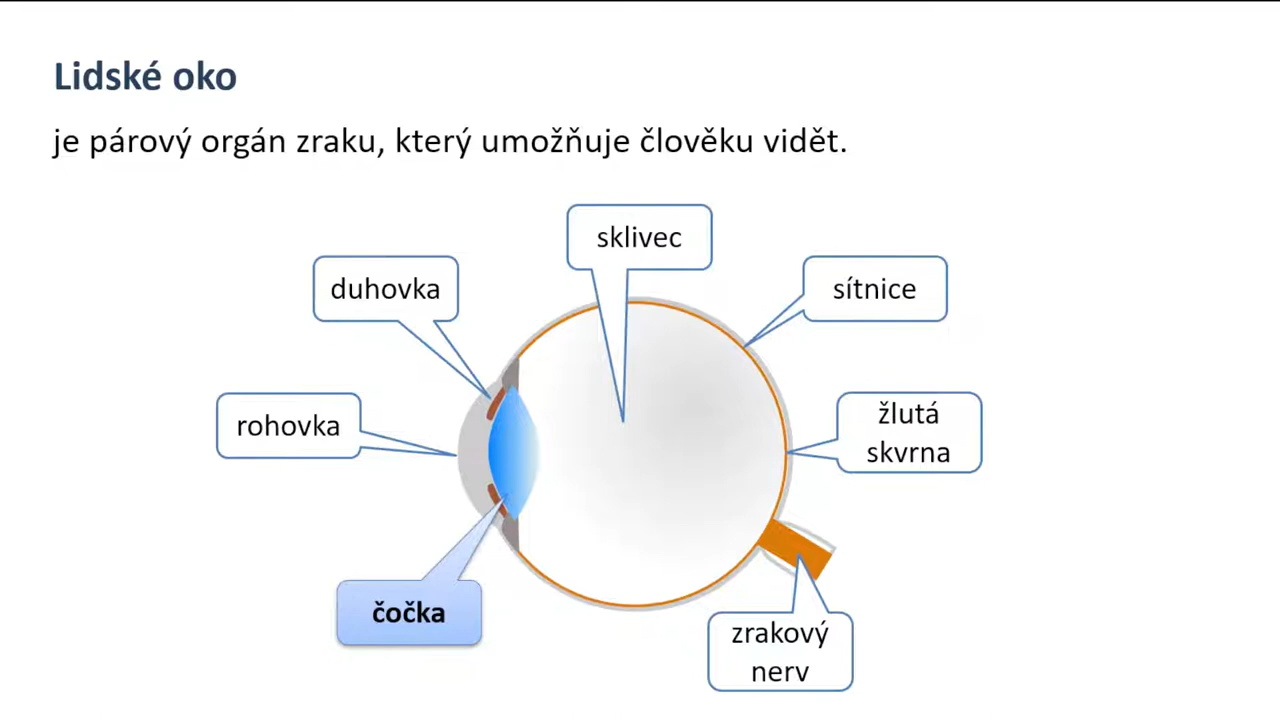 Lidské oko
je párový orgán zraku, který umožňuje člověku vidět.
sklivec
duhovka
sítnice
rohovka
žlutá
skvrna
čočka
zrakový
nerv